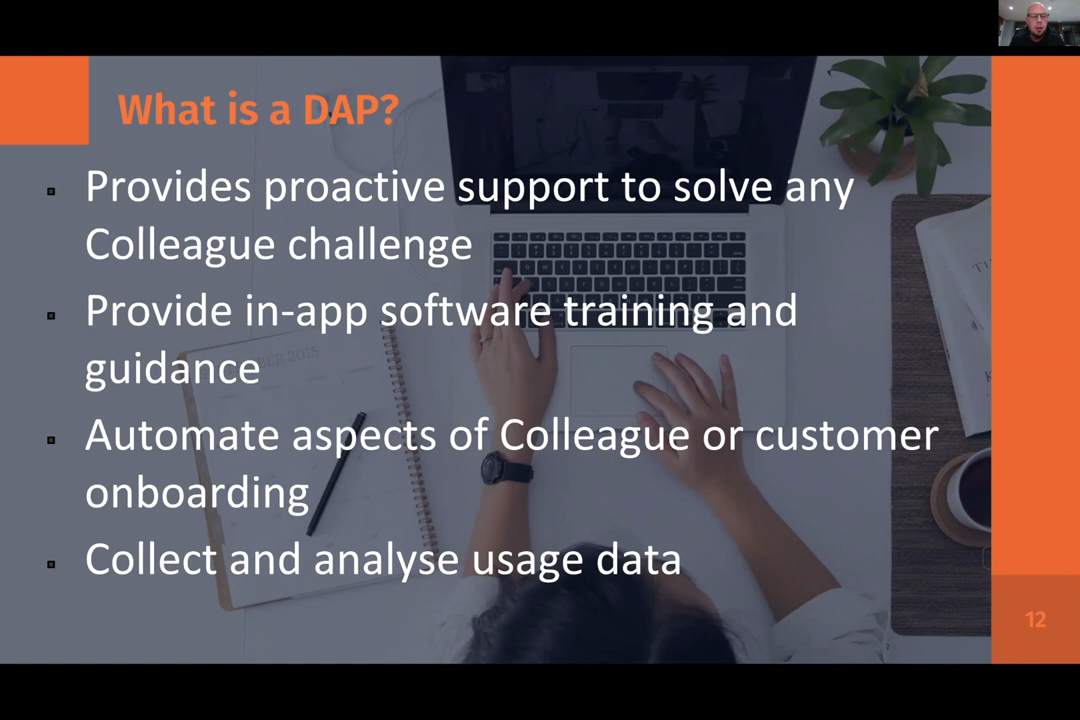 What is a DAP?
Provides proactive support to solve any
Colleague challenge
Provide in-app software training and
guidance
Automate aspects of Colleague or customer
onboarding
Collect and analyse usage data
12